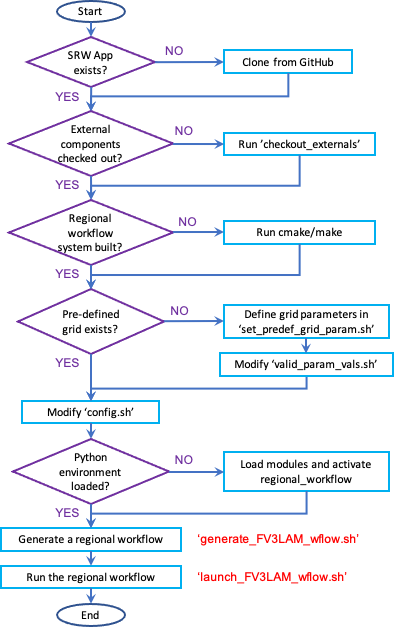 Start
SRW App
exists?
NO
Clone from GitHub
YES
External
components
checked out?
NO
Run ’checkout_externals’
YES
Regional
workflow
system built?
NO
Run cmake/make
YES
Pre-defined
grid exists?
NO
Define grid parameters in
‘set_predef_grid_param.sh’
YES
Modify ‘valid_param_vals.sh’
Modify ‘config.sh’
Python
environment
loaded?
NO
Load modules and activate
regional_workflow
YES
Generate a regional workflow
‘generate_FV3LAM_wflow.sh’
Run the regional workflow
‘launch_FV3LAM_wflow.sh’
End